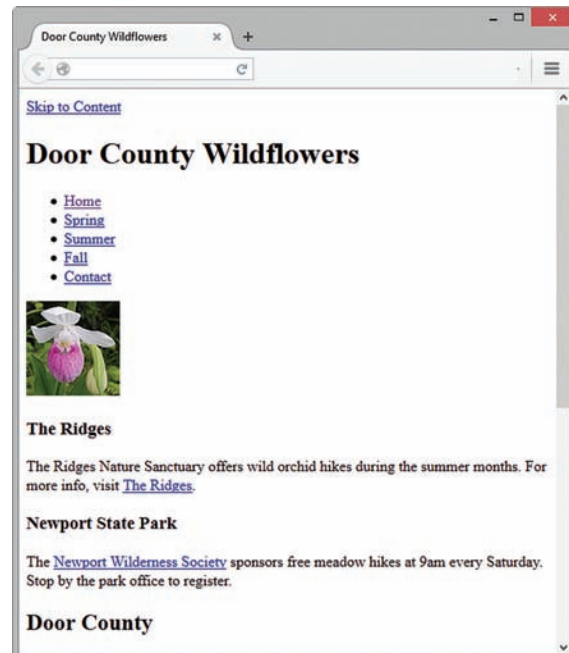 Door County Wildflowers
Skip to Content
Door County Wildflowers
Home
Spring
Summer
Fall
Contact
The Ridges
The Ridges Nature Sanctuary offers wild orchid hikes during the summer months. For
more info, visit The Ridges.
Newport State Park
The Newport Wilderness Society sponsors free meadow hikes at 9am every Saturday.
Stop by the park office to register.
Door County